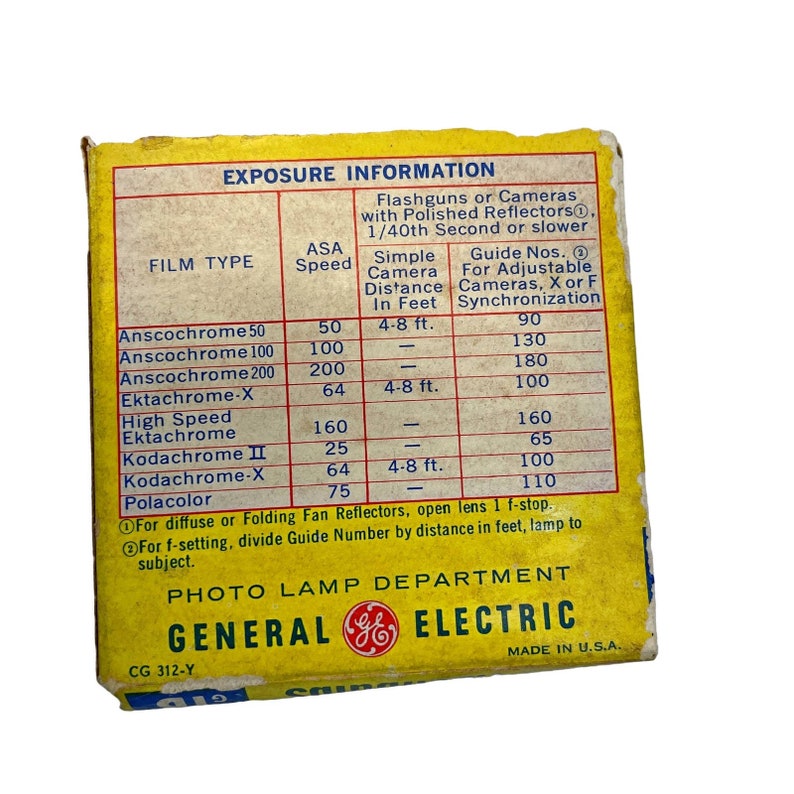 EXPOSURE INFORMATION
FILM TYPE
ASA
Speed
Flashguns or Cameras
with Polished Reflectors①,
1/40th Second or slower
Simple
Camera
Distance
In Feet
Guide Nos. ②
For Adjustable
Cameras, X or F
Synchronization
Anscochrome 50 50 4-8 ft. 90
Anscochrome 100 100 — 130
Anscochrome 200 200 — 180
Ektachrome-X 64 4-8 ft. 100
High Speed
Ektachrome 160 — 160
Kodachrome II 25 — 65
Kodachrome-X 64 4-8 ft. 100
Polacolor 75 — 110
①For diffuse or Folding Fan Reflectors, open lens 1 f-stop.
②For f-setting, divide Guide Number by distance in feet, lamp to
subject.
PHOTO LAMP DEPARTMENT
GENERAL GE ELECTRIC
CG 312-Y MADE IN U.S.A.